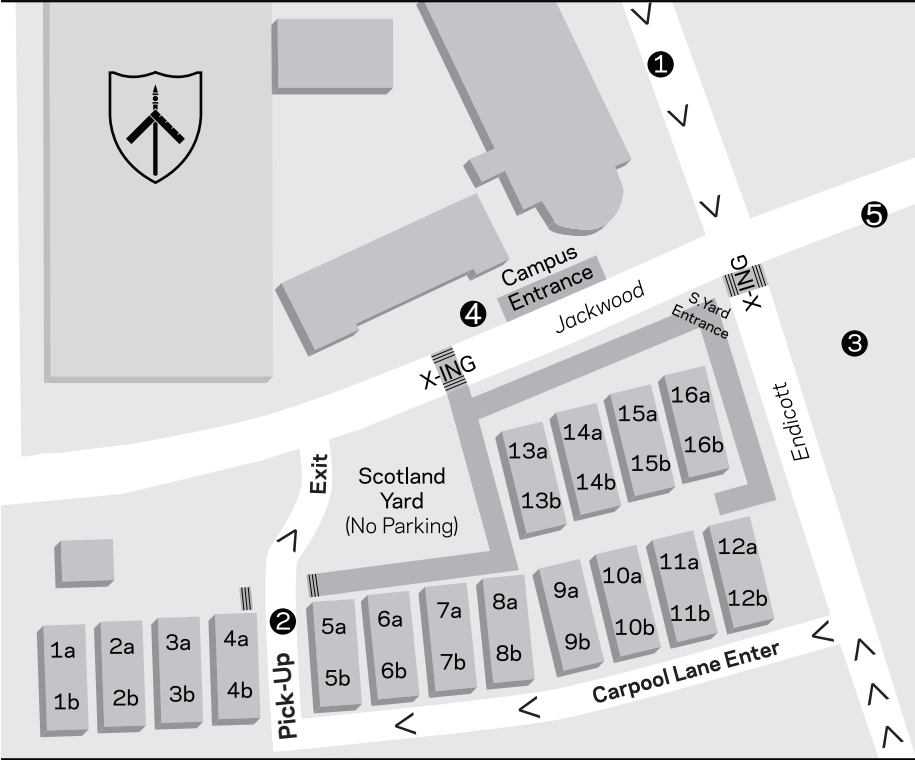 1
5
Campus
Entrance
X-ING
4
Jackwood
S. Yard
Entrance
3
X-ING
Endicott
16a
15a
14a
13a
16b
15b
14b
13b
Exit
Scotland
Yard
(No Parking)
12a
11a
10a
9a
8a
7a
6a
5a
2
4a
3a
2a
1a
12b
11b
10b
9b
8b
7b
6b
5b
4b
3b
2b
1b
Pick-Up
Carpool Lane Enter